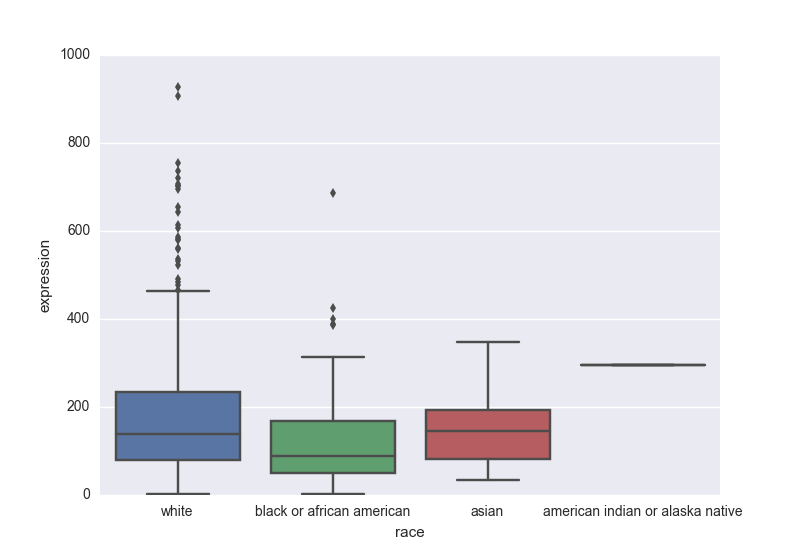 1000
800
600
400
200
0
expression
white
black or african american
asian
american indian or alaska native
race